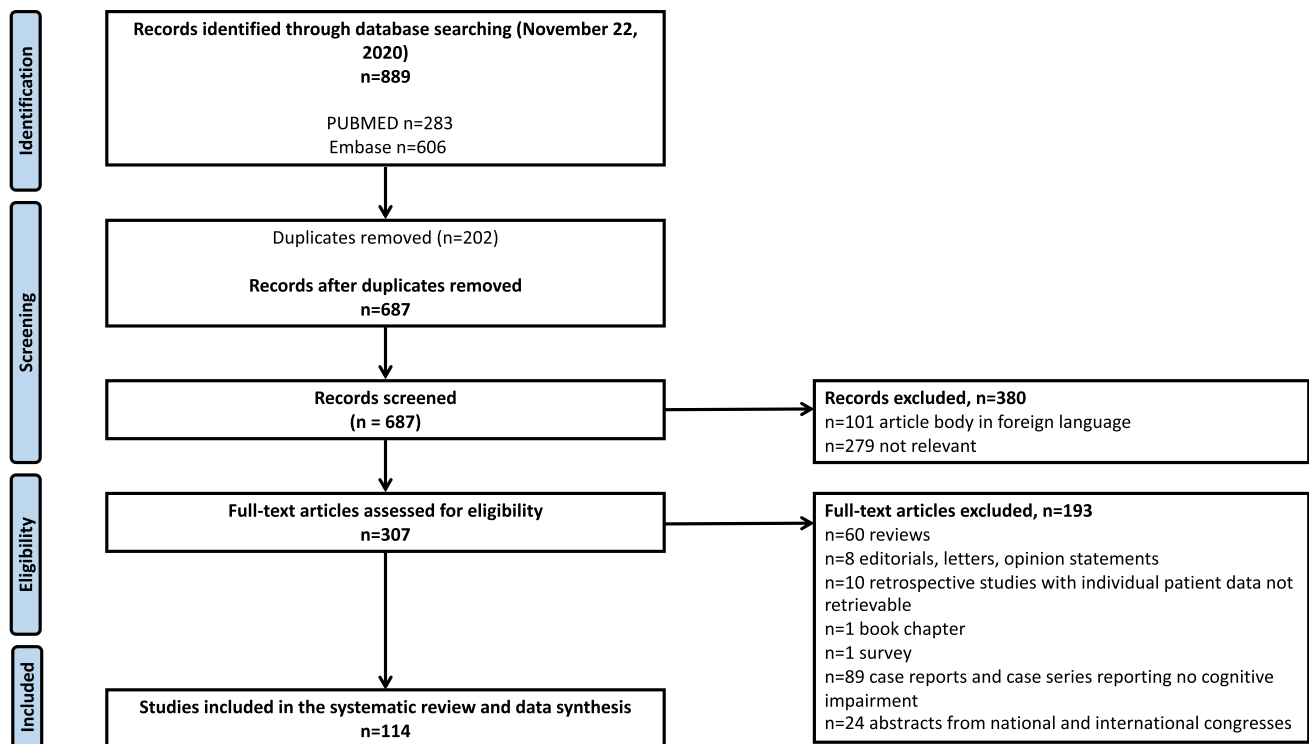 Identification
Records identified through database searching (November 22,
2020)
n=889
PUBMED n=283
Embase n=606
Screening
Duplicates removed (n=202)
Records after duplicates removed
n=687
Records screened
(n = 687)
Records excluded, n=380
n=101 article body in foreign language
n=279 not relevant
Eligibility
Full-text articles assessed for eligibility
n=307
Full-text articles excluded, n=193
n=60 reviews
n=8 editorials, letters, opinion statements
n=10 retrospective studies with individual patient data not
retrievable
n=1 book chapter
n=1 survey
n=89 case reports and case series reporting no cognitive
impairment
n=24 abstracts from national and international congresses
Included
Studies included in the systematic review and data synthesis
n=114